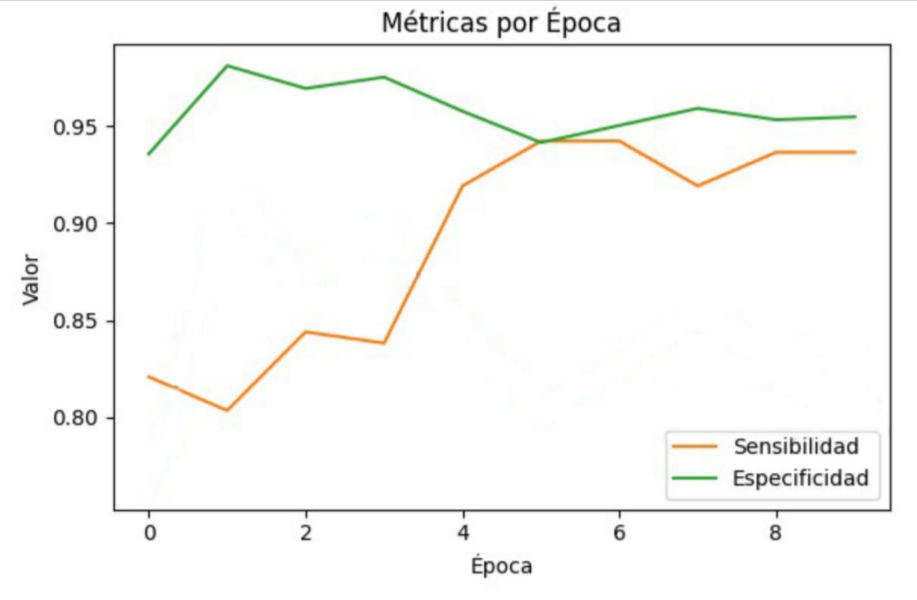 Métricas por Época
0.95
0.90
0.85
0.80
Valor
Sensibilidad
Especificidad
0 2 4 6 8
Época